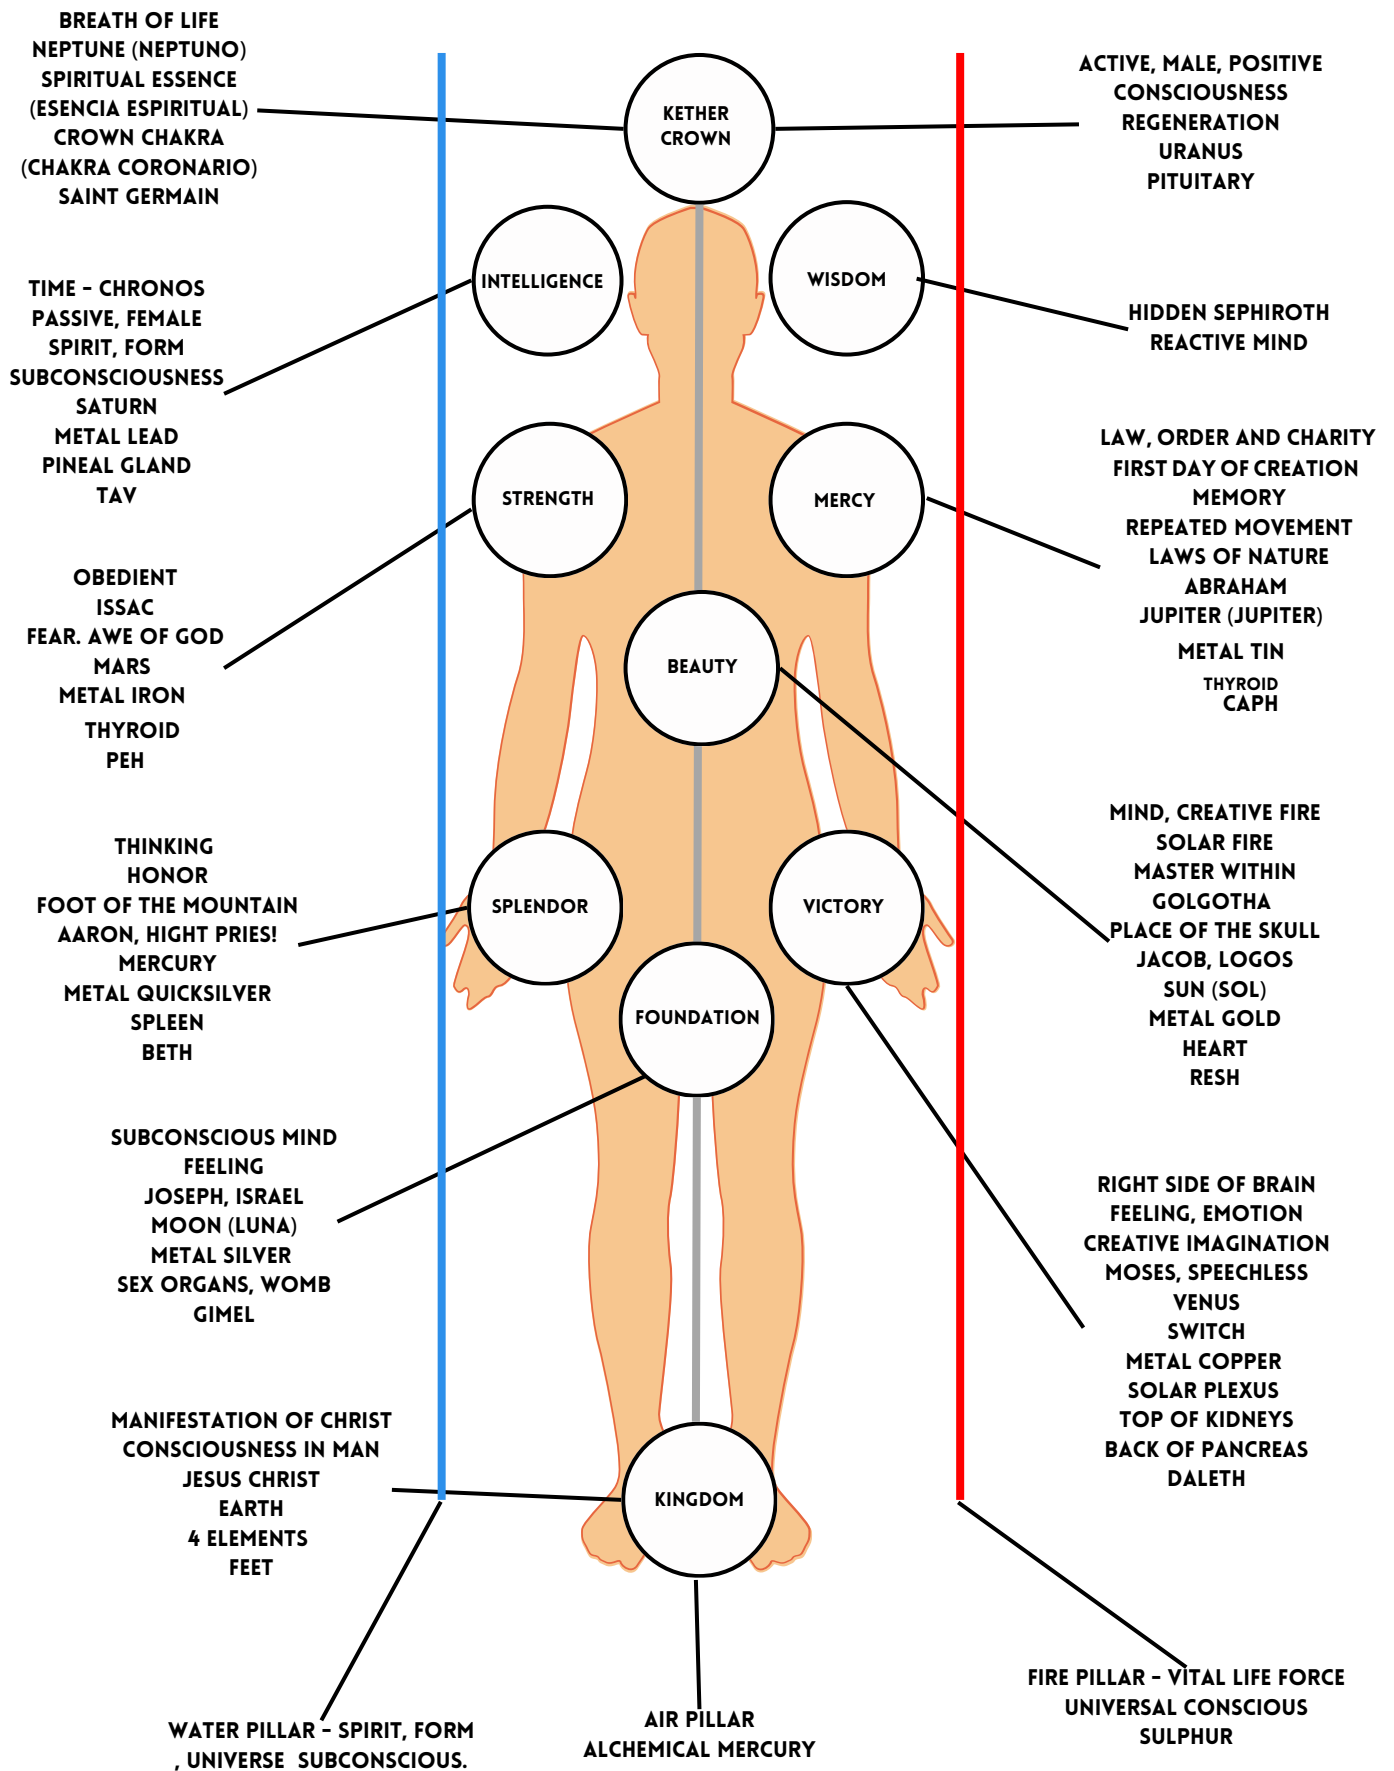 BREATH OF LIFE
NEPTUNE (NEPTUNO)
SPIRITUAL ESSENCE
(ESENCIA ESPIRITUAL)
CROWN CHAKRA
(CHAKRA CORONARIO)
SAINT GERMAIN
KETHER
CROWN
ACTIVE, MALE, POSITIVE
CONSCIOUSNESS
REGENERATION
URANUS
PITUITARY
INTELLIGENCE
WISDOM
TIME - CHRONOS
PASSIVE, FEMALE
SPIRIT, FORM
SUBCONSCIOUSNESS
SATURN
METAL LEAD
PINEAL GLAND
TAV
HIDDEN SEPHIROTH
REACTIVE MIND
STRENGTH
MERCY
LAW, ORDER AND CHARITY
FIRST DAY OF CREATION
MEMORY
REPEATED MOVEMENT
LAWS OF NATURE
ABRAHAM
JUPITER (JUPITER)
METAL TIN
THYROID
CAPH
OBEDIENT
ISSAC
FEAR. AWE OF GOD
MARS
METAL IRON
THYROID
PEH
BEAUTY
MIND, CREATIVE FIRE
SOLAR FIRE
MASTER WITHIN
GOLGOTHA
PLACE OF THE SKULL
JACOB, LOGOS
SUN (SOL)
METAL GOLD
HEART
RESH
THINKING
HONOR
FOOT OF THE MOUNTAIN
AARON, HIGHT PRIES!
MERCURY
METAL QUICKSILVER
SPLEEN
BETH
SPLENDOR
VICTORY
FOUNDATION
SUBCONSCIOUS MIND
FEELING
JOSEPH, ISRAEL
MOON (LUNA)
METAL SILVER
SEX ORGANS, WOMB
GIMEL
RIGHT SIDE OF BRAIN
FEELING, EMOTION
CREATIVE IMAGINATION
MOSES, SPEECHLESS
VENUS
SWITCH
METAL COPPER
SOLAR PLEXUS
TOP OF KIDNEYS
BACK OF PANCREAS
DALETH
MANIFESTATION OF CHRIST
CONSCIOUSNESS IN MAN
JESUS CHRIST
EARTH
4 ELEMENTS
FEET
KINGDOM
WATER PILLAR - SPIRIT, FORM
, UNIVERSE SUBCONSCIOUS.
AIR PILLAR
ALCHEMICAL MERCURY
FIRE PILLAR - VITAL LIFE FORCE
UNIVERSAL CONSCIOUS
SULPHUR